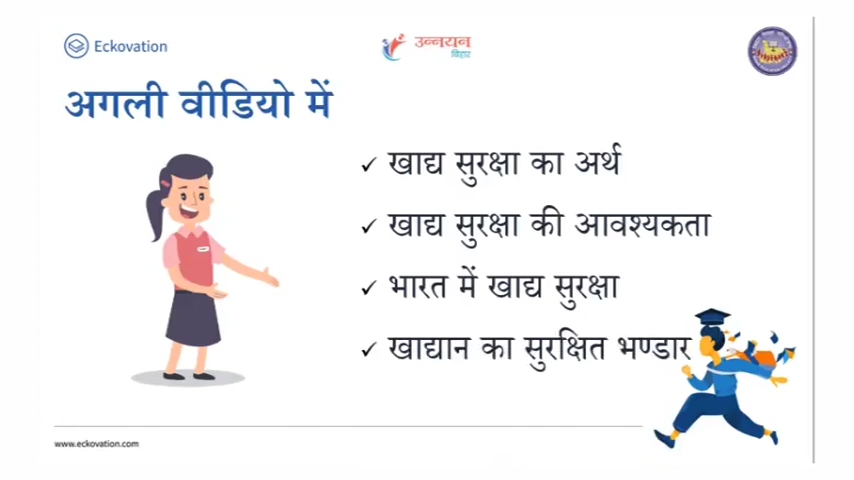 Eckovation
उन्नयन
बिहार
अगली वीडियो में
✓ खाद्य सुरक्षा का अर्थ
✓ खाद्य सुरक्षा की आवश्यकता
✓ भारत में खाद्य सुरक्षा
✓ खाद्यान का सुरक्षित भण्डार
www.eckovation.com